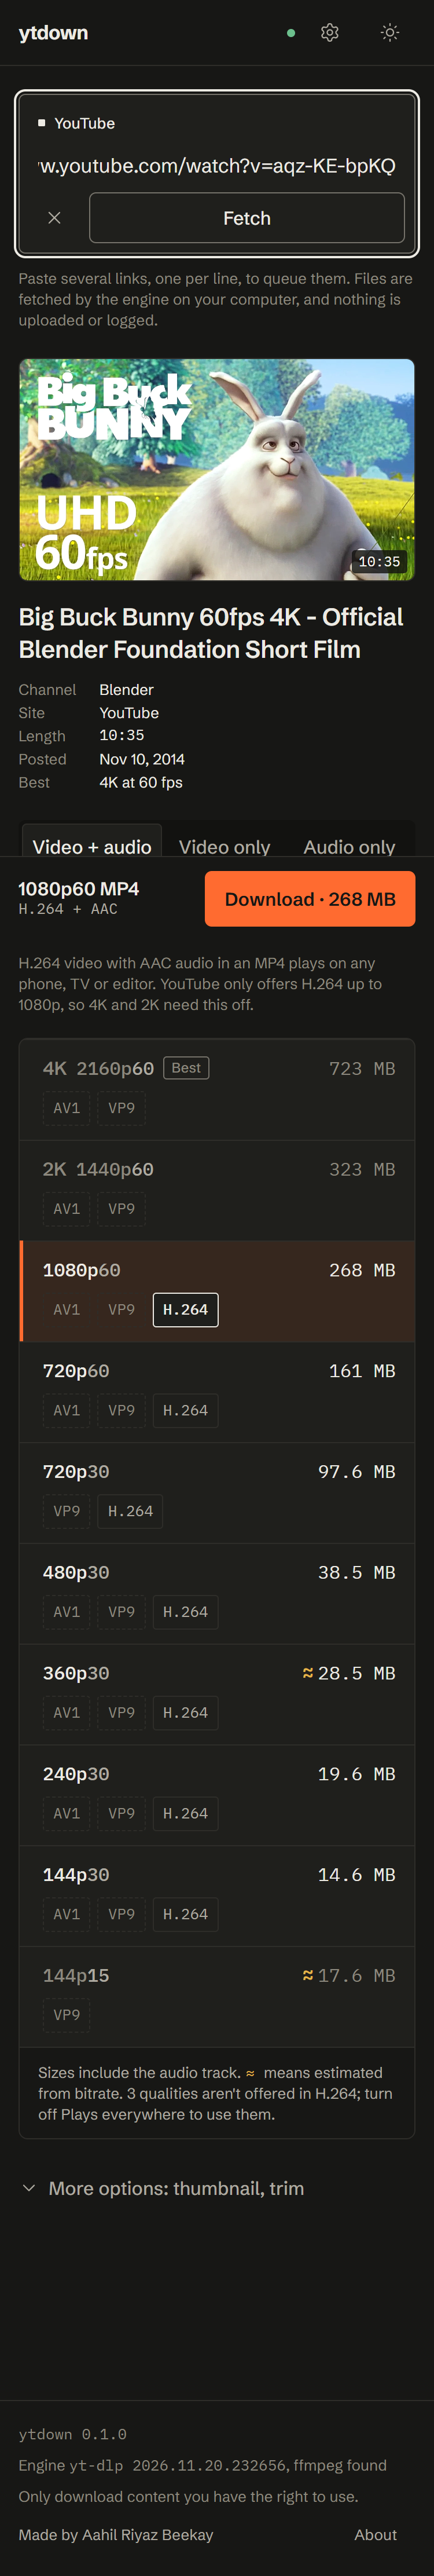 ytdown
YouTube
w.youtube.com/watch?v=aqz-KE-bpKQ
Fetch
Paste several links, one per line, to queue them. Files are
fetched by the engine on your computer, and nothing is
uploaded or logged.
Big Buck
BUNNY
UHD
60fps
10:35
Big Buck Bunny 60fps 4K - Official
Blender Foundation Short Film
Channel Blender
Site YouTube
Length 10:35
Posted Nov 10, 2014
Best 4K at 60 fps
Video + audio Video only Audio only
1080p60 MP4
H.264 + AAC
Download · 268 MB
H.264 video with AAC audio in an MP4 plays on any
phone, TV or editor. YouTube only offers H.264 up to
1080p, so 4K and 2K need this off.
4K 2160p60 Best 723 MB
AV1 VP9
2K 1440p60 323 MB
AV1 VP9
1080p60 268 MB
AV1 VP9 H.264
720p60 161 MB
AV1 VP9 H.264
720p30 97.6 MB
VP9 H.264
480p30 38.5 MB
AV1 VP9 H.264
360p30 ≈ 28.5 MB
AV1 VP9 H.264
240p30 19.6 MB
AV1 VP9 H.264
144p30 14.6 MB
AV1 VP9 H.264
144p15 ≈ 17.6 MB
VP9
Sizes include the audio track. ≈ means estimated
from bitrate. 3 qualities aren't offered in H.264; turn
off Plays everywhere to use them.
More options: thumbnail, trim
ytdown 0.1.0
Engine yt-dlp 2026.11.20.232656, ffmpeg found
Only download content you have the right to use.
Made by Aahil Riyaz Beekay About